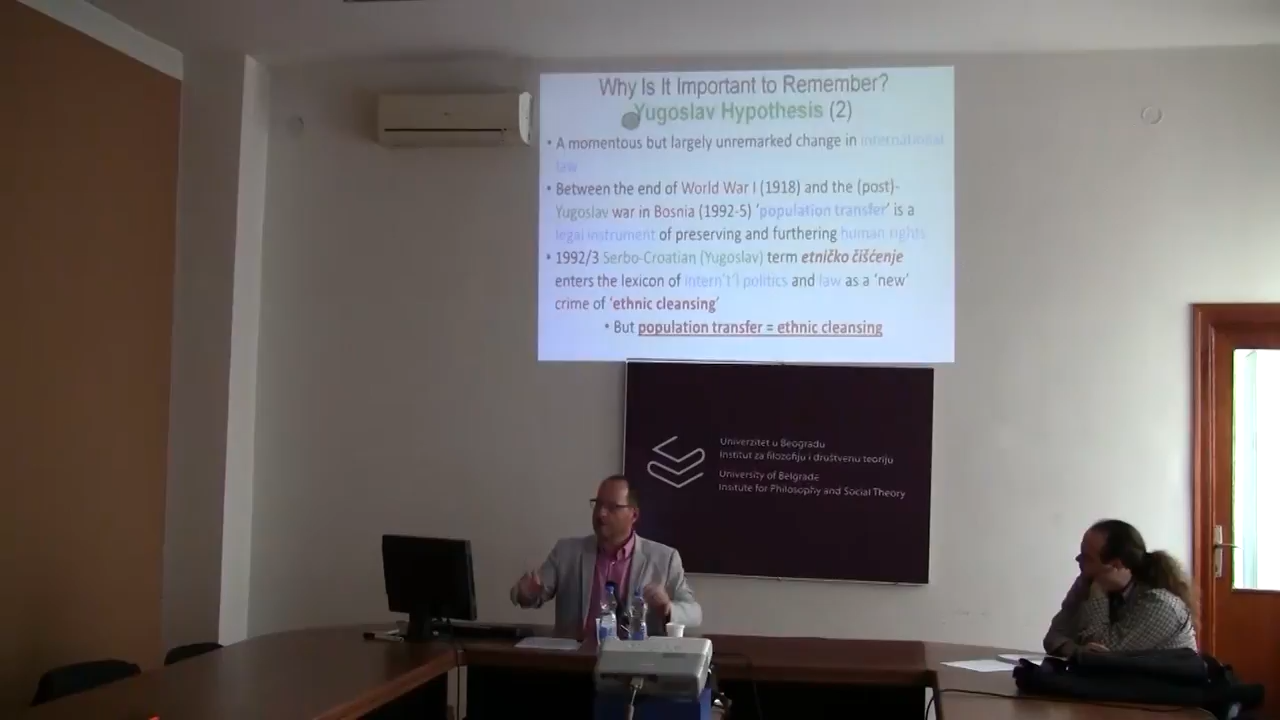 Why Is It Important to Remember?
Yugoslav Hypothesis (2)
• A momentous but largely unremarked change in international
law
• Between the end of World War I (1918) and the (post)-
Yugoslav war in Bosnia (1992-5) ‘population transfer’ is a
legal instrument of preserving and furthering human rights
• 1992/3 Serbo-Croatian (Yugoslav) term etničko čišćenje
enters the lexicon of intern't'l politics and law as a ‘new’
crime of ‘ethnic cleansing’
• But population transfer = ethnic cleansing
Univerzitet u Beogradu
Institut za filozofiju i društvenu teoriju
University of Belgrade
Institute for Philosophy and Social Theory